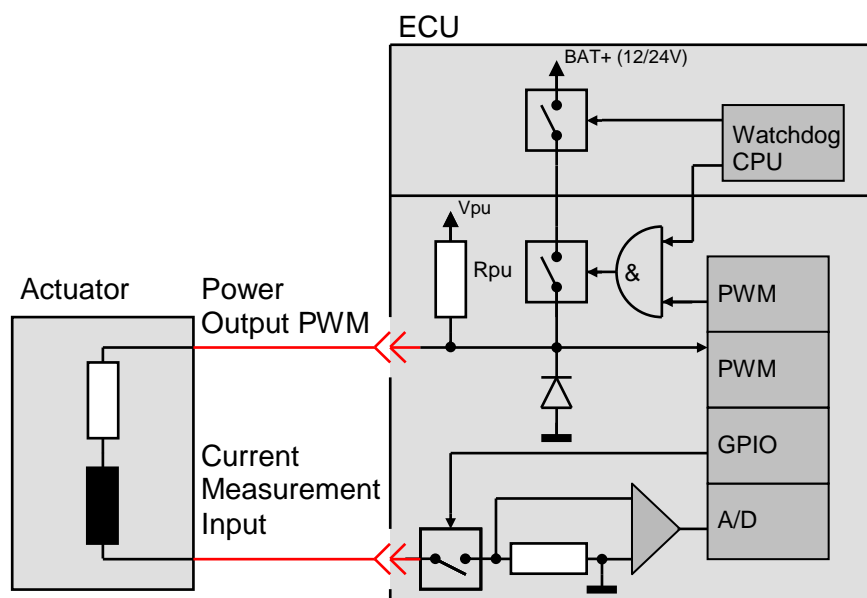 ECU
BAT+ (12/24V)
Watchdog
CPU
Vpu
Rpu
&
PWM
Actuator
Power
Output PWM
PWM
GPIO
Current
Measurement
Input
A/D